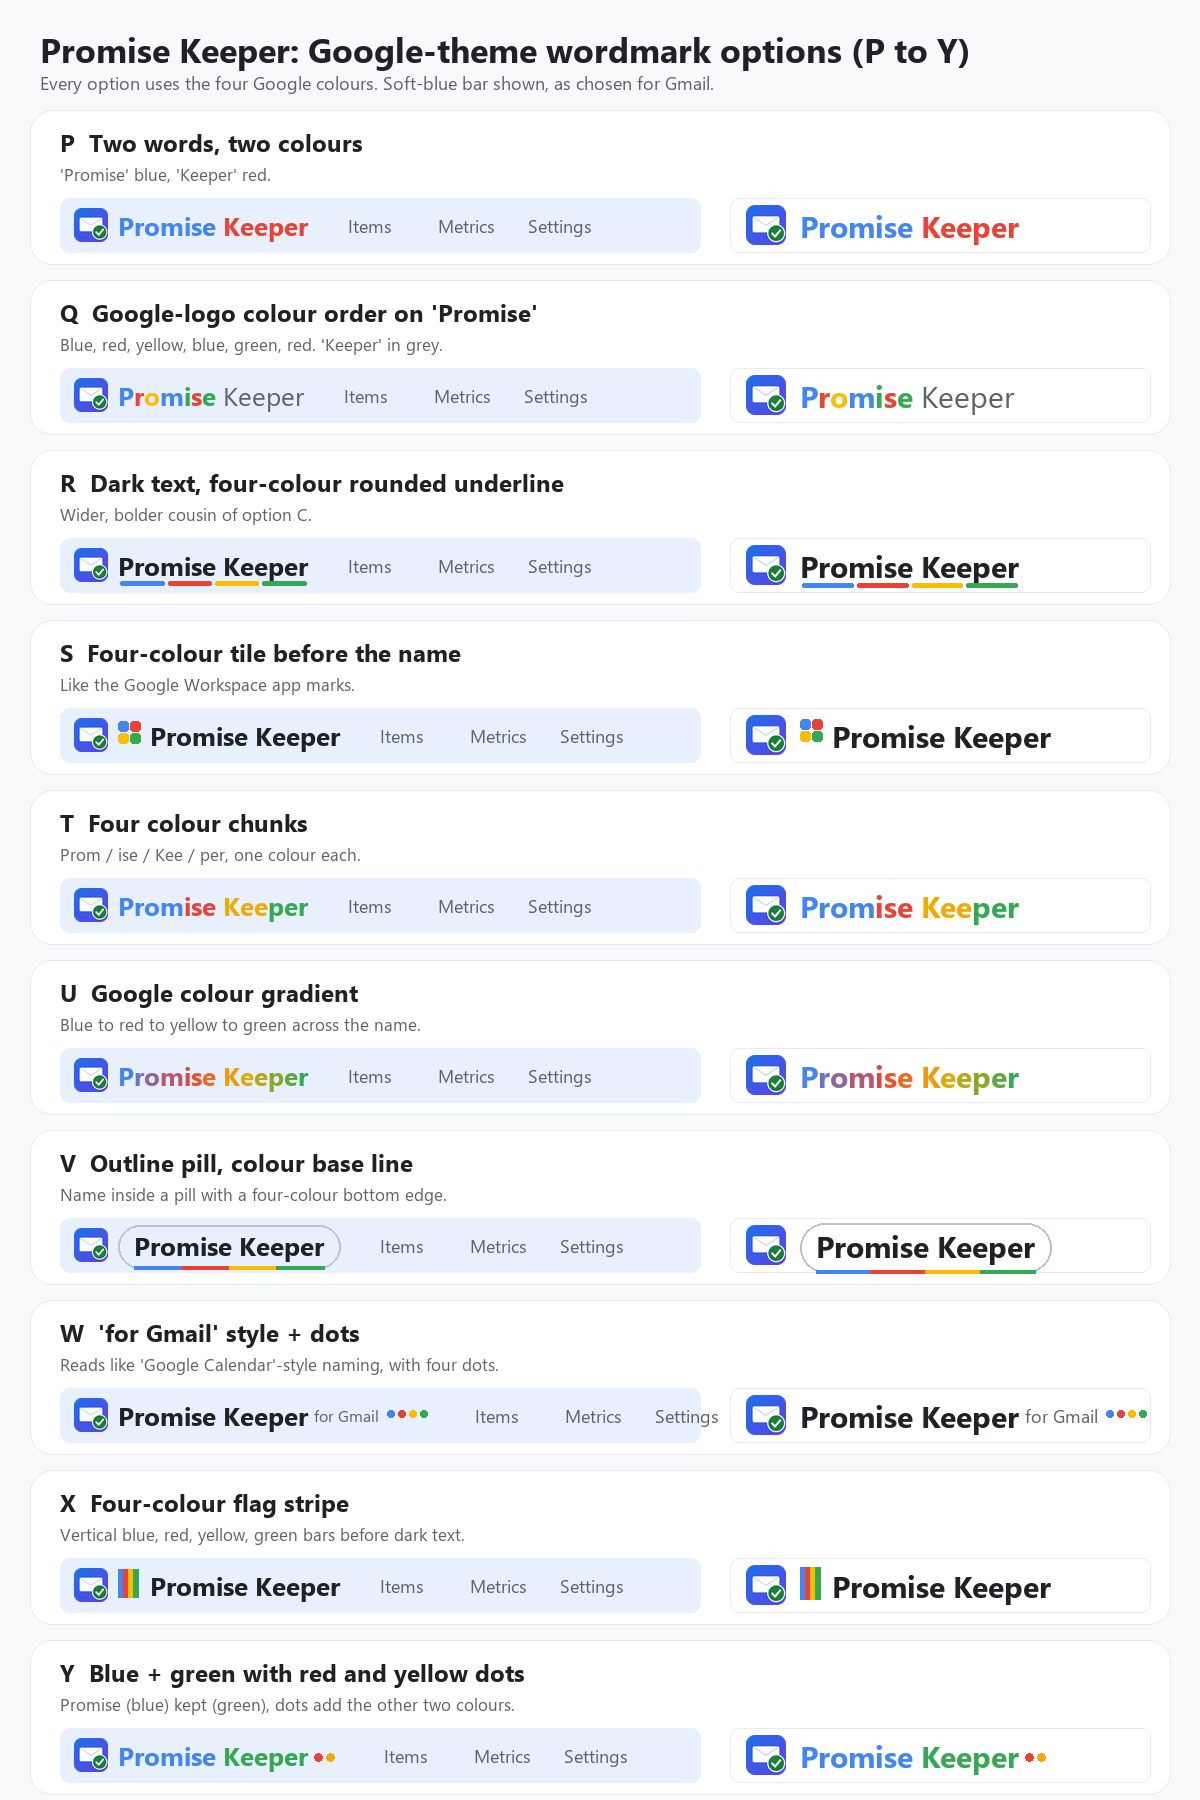 Promise Keeper: Google-theme wordmark options (P to Y)
Every option uses the four Google colours. Soft-blue bar shown, as chosen for Gmail.
P Two words, two colours
'Promise' blue, 'Keeper' red.
Promise Keeper Items Metrics Settings Promise Keeper
Q Google-logo colour order on 'Promise'
Blue, red, yellow, blue, green, red. 'Keeper' in grey.
Promise Keeper Items Metrics Settings Promise Keeper
R Dark text, four-colour rounded underline
Wider, bolder cousin of option C.
Promise Keeper Items Metrics Settings Promise Keeper
S Four-colour tile before the name
Like the Google Workspace app marks.
Promise Keeper Items Metrics Settings Promise Keeper
T Four colour chunks
Prom / ise / Kee / per, one colour each.
Promise Keeper Items Metrics Settings Promise Keeper
U Google colour gradient
Blue to red to yellow to green across the name.
Promise Keeper Items Metrics Settings Promise Keeper
V Outline pill, colour base line
Name inside a pill with a four-colour bottom edge.
Promise Keeper Items Metrics Settings Promise Keeper
W 'for Gmail' style + dots
Reads like 'Google Calendar'-style naming, with four dots.
Promise Keeper for Gmail Items Metrics Settings Promise Keeper for Gmail
X Four-colour flag stripe
Vertical blue, red, yellow, green bars before dark text.
Promise Keeper Items Metrics Settings Promise Keeper
Y Blue + green with red and yellow dots
Promise (blue) kept (green), dots add the other two colours.
Promise Keeper Items Metrics Settings Promise Keeper